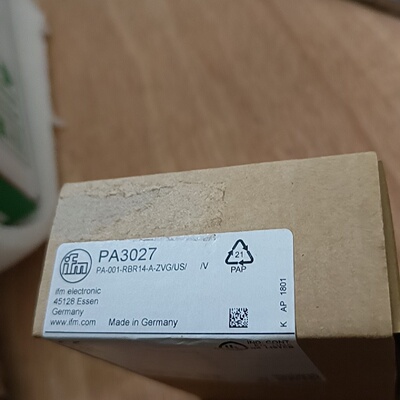 ifm
PA3027
PA-001-RBR14-A-ZVG/US/ /V
21
PAP
ifm electronic
45128 Essen
Germany
www.ifm.com Made in Germany
K AP 1801